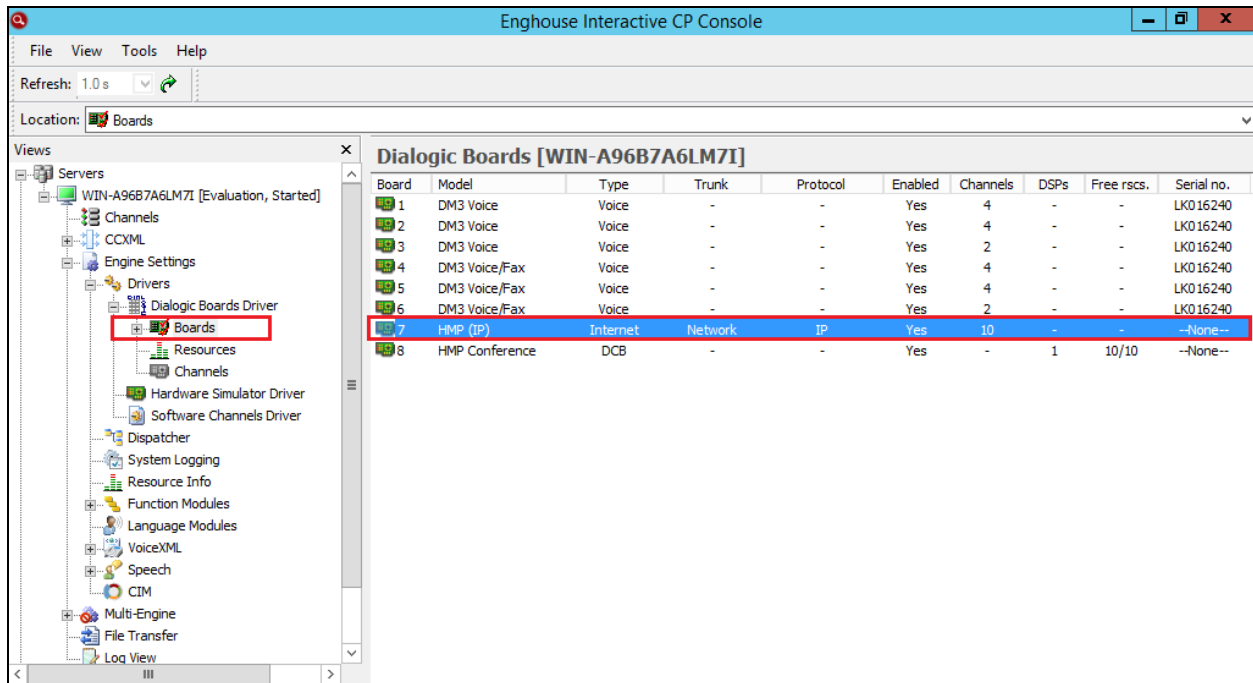 Enghouse Interactive CP Console
File View Tools Help
Refresh: 1.0 s
Location: Boards
Views
Servers
WIN-A96B7A6LM7I [Evaluation, Started]
Channels
CCXML
Engine Settings
Drivers
Dialogic Boards Driver
Boards
Resources
Channels
Hardware Simulator Driver
Software Channels Driver
Dispatcher
System Logging
Resource Info
Function Modules
Language Modules
VoiceXML
Speech
CIM
Multi-Engine
File Transfer
Log View
Dialogic Boards [WIN-A96B7A6LM7I]
Board Model Type Trunk Protocol Enabled Channels DSPs Free rscs. Serial no.
1 DM3 Voice Voice - - Yes 4 - - LK016240
2 DM3 Voice Voice - - Yes 4 - - LK016240
3 DM3 Voice Voice - - Yes 2 - - LK016240
4 DM3 Voice/Fax Voice - - Yes 4 - - LK016240
5 DM3 Voice/Fax Voice - - Yes 4 - - LK016240
6 DM3 Voice/Fax Voice - - Yes 2 - - LK016240
7 HMP (IP) Internet Network IP Yes 10 - - --None--
8 HMP Conference DCB - - Yes - 1 10/10 --None--